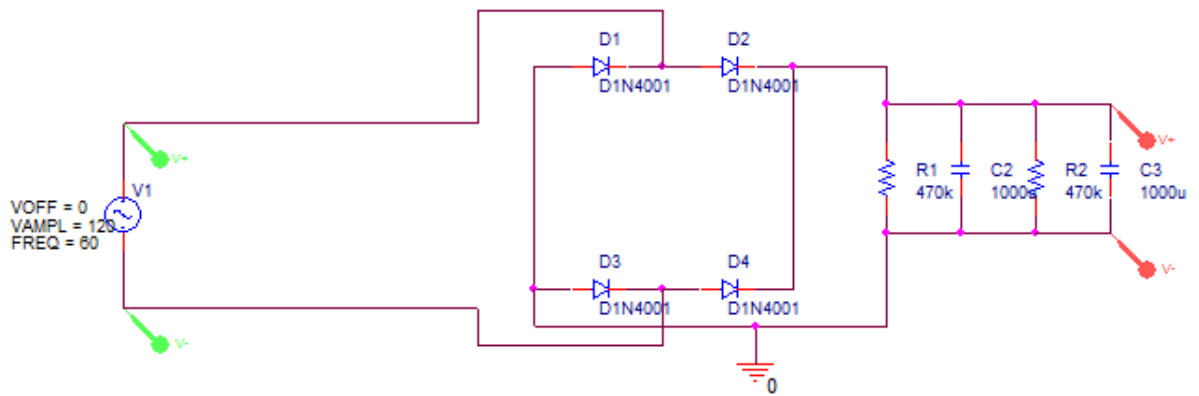 D1
D2
D1N4001
D1N4001
V+
V+
V1
R1
C2
R2
C3
VOFF = 0
VAMPL = 120
FREQ = 60
470k
1000u
470k
1000u
D3
D4
V-
D1N4001
D1N4001
V-
0